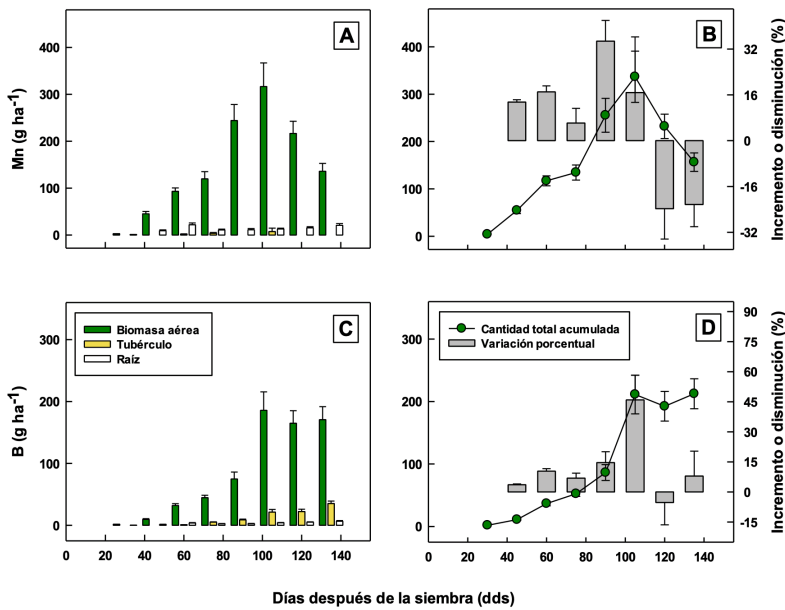 A
B
400
300
200
100
0
Mn (g ha⁻¹)
400
300
200
100
0
32
16
0
-16
-32
Incremento o disminución (%)
C
D
Biomasa aérea
Tubérculo
Raíz
Cantidad total acumulada
Variación porcentual
300
200
100
0
B (g ha⁻¹)
300
200
100
0
90
75
60
45
30
15
0
-15
Incremento o disminución (%)
0 20 40 60 80 100 120 140
0 20 40 60 80 100 120 140
Días después de la siembra (dds)